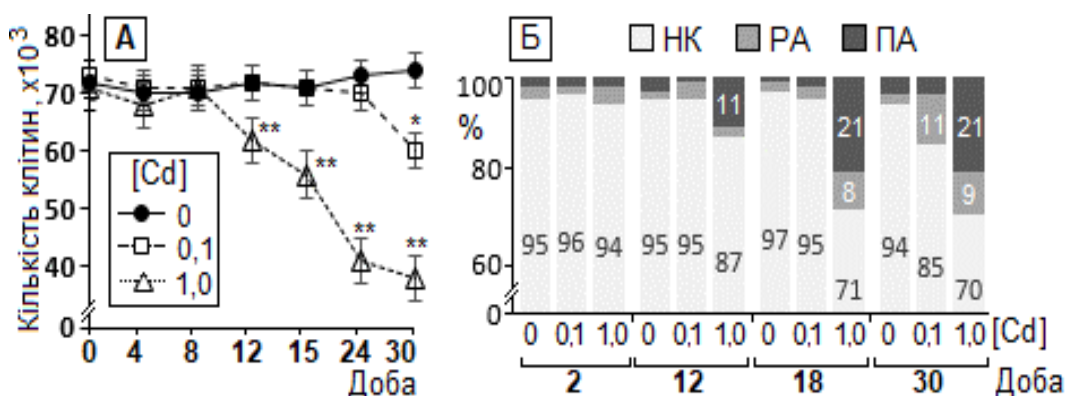 А
Кількість клітин, х10³
80
70
60
50
40
0
[Cd]
0
0,1
1,0
**
**
**
**
*
0 4 8 12 15 24 30
Доба
Б
НК РА ПА
100
%
80
60
0
95 96 94 95 95 87 97 95 71 94 85 70
11 21 8 11 21 9
0 0,1 1,0 0 0,1 1,0 0 0,1 1,0 0 0,1 1,0 [Cd]
2 12 18 30 Доба